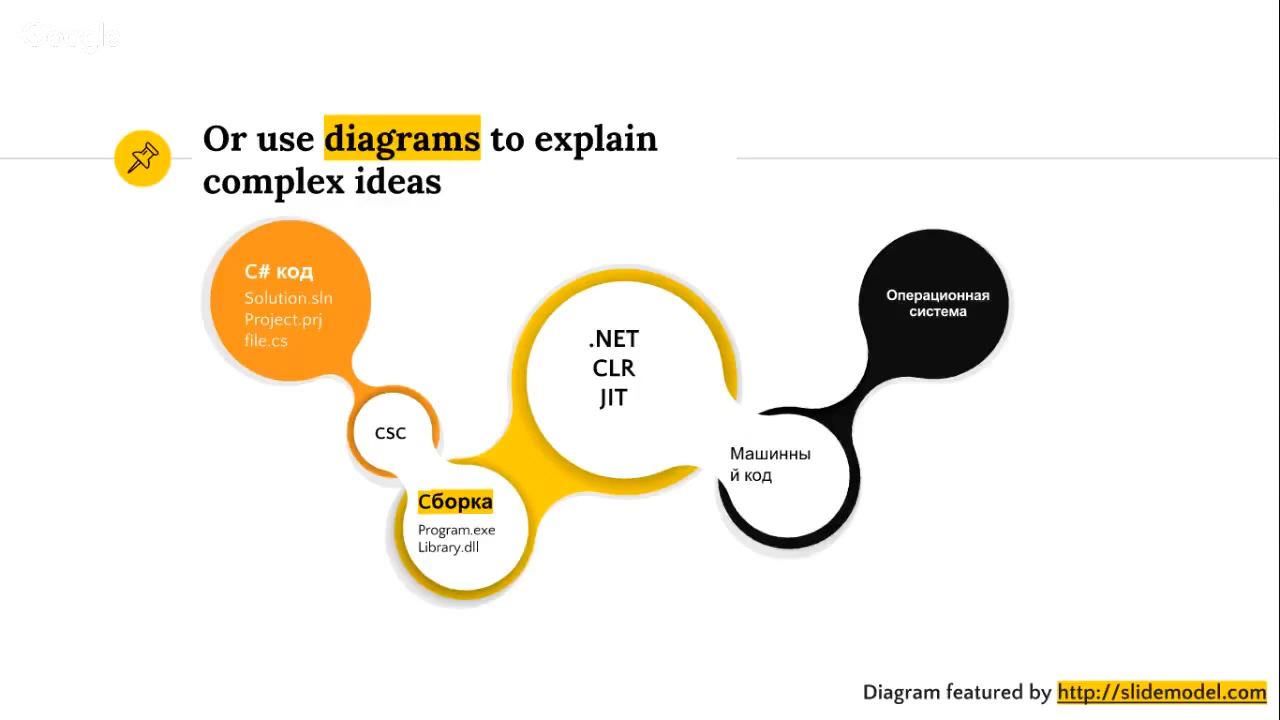 Google
Or use diagrams to explain
complex ideas
C# код
Solution.sln
Project.prj
file.cs
CSC
Сборка
Program.exe
Library.dll
.NET
CLR
JIT
Машинны
й код
Операционная
система
Diagram featured by http://slidemodel.com